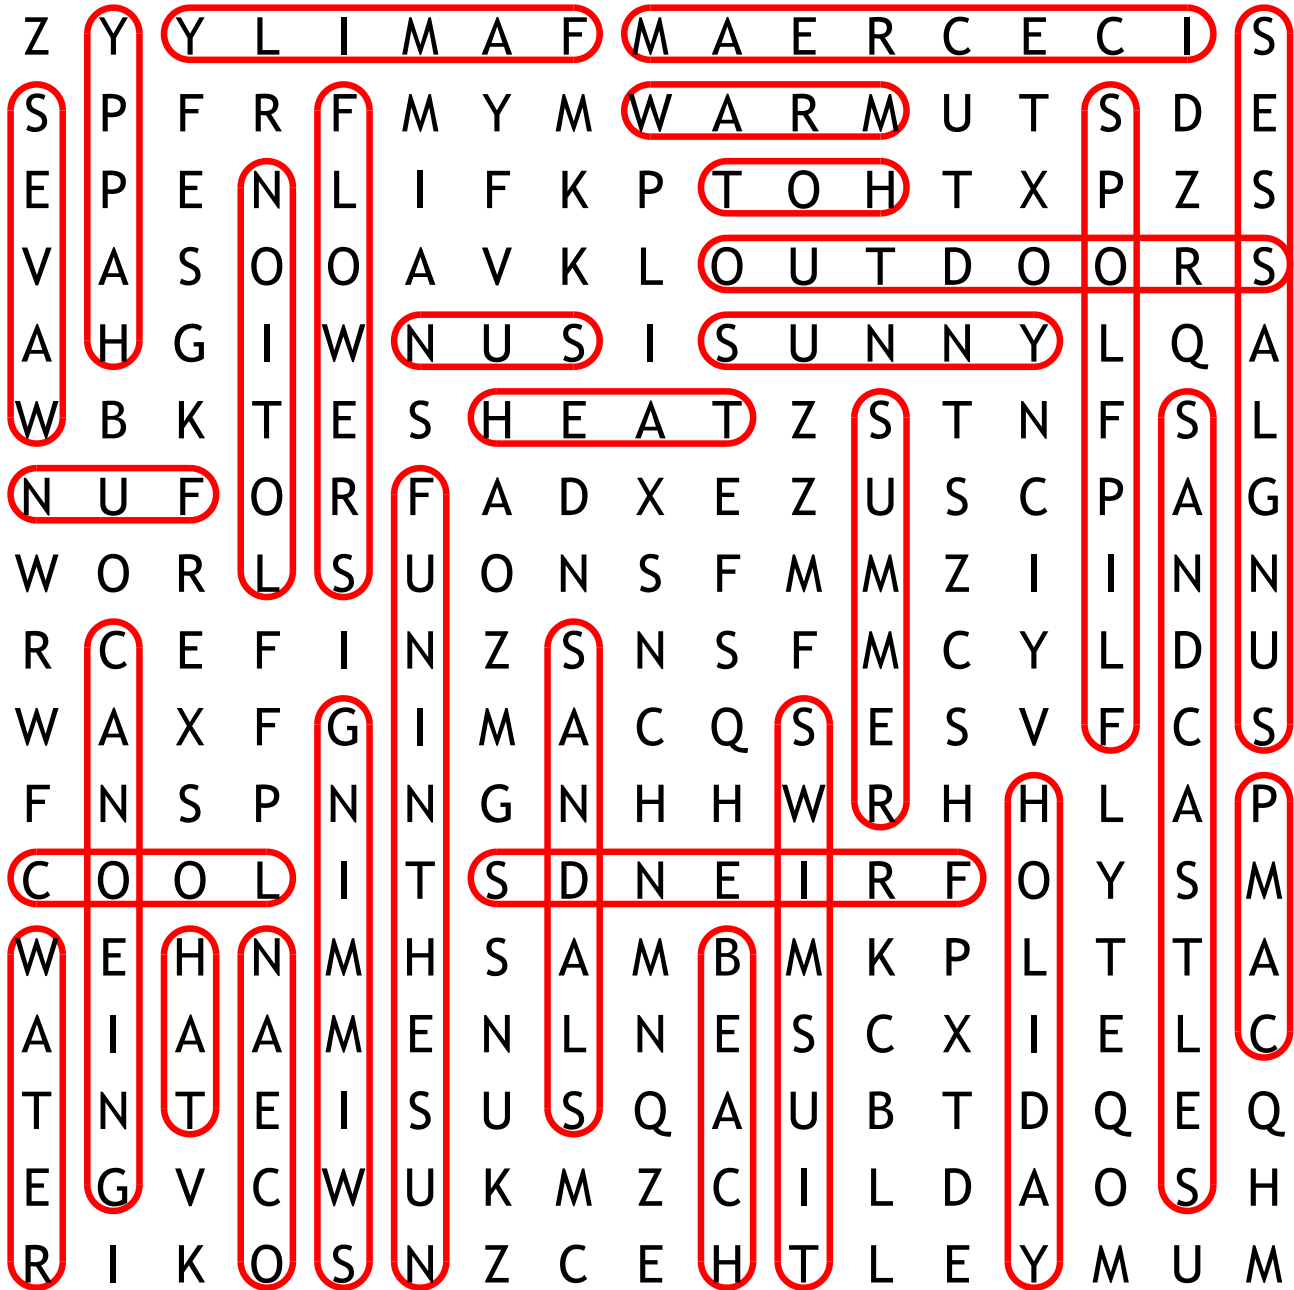 Z Y Y L I M A F M A E R C E C I S
S P F R F M Y M W A R M U T S D E
E P E N L I F K P T O H T X P Z S
V A S O O A V K L O U T D O O R S
A H G I W N U S I S U N N Y L Q A
W B K T E S H E A T Z S T N F S L
N U F O R F A D X E Z U S C P A G
W O R L S U O N S F M M Z I I N N
R C E F I N Z S N S F M C Y L D U
W A X F G I M A C Q S E S V F C S
F N S P N N G N H H W R H H L A P
C O O L I T S D N E I R F O Y S M
W E H N M H S A M B M K P L T T A
A I A A M E N L N E S C X I E L C
T N T E I S U S Q A U B T D Q E Q
E G V C W U K M Z C I L D A O S H
R I K O S N Z C E H T L E Y M U M